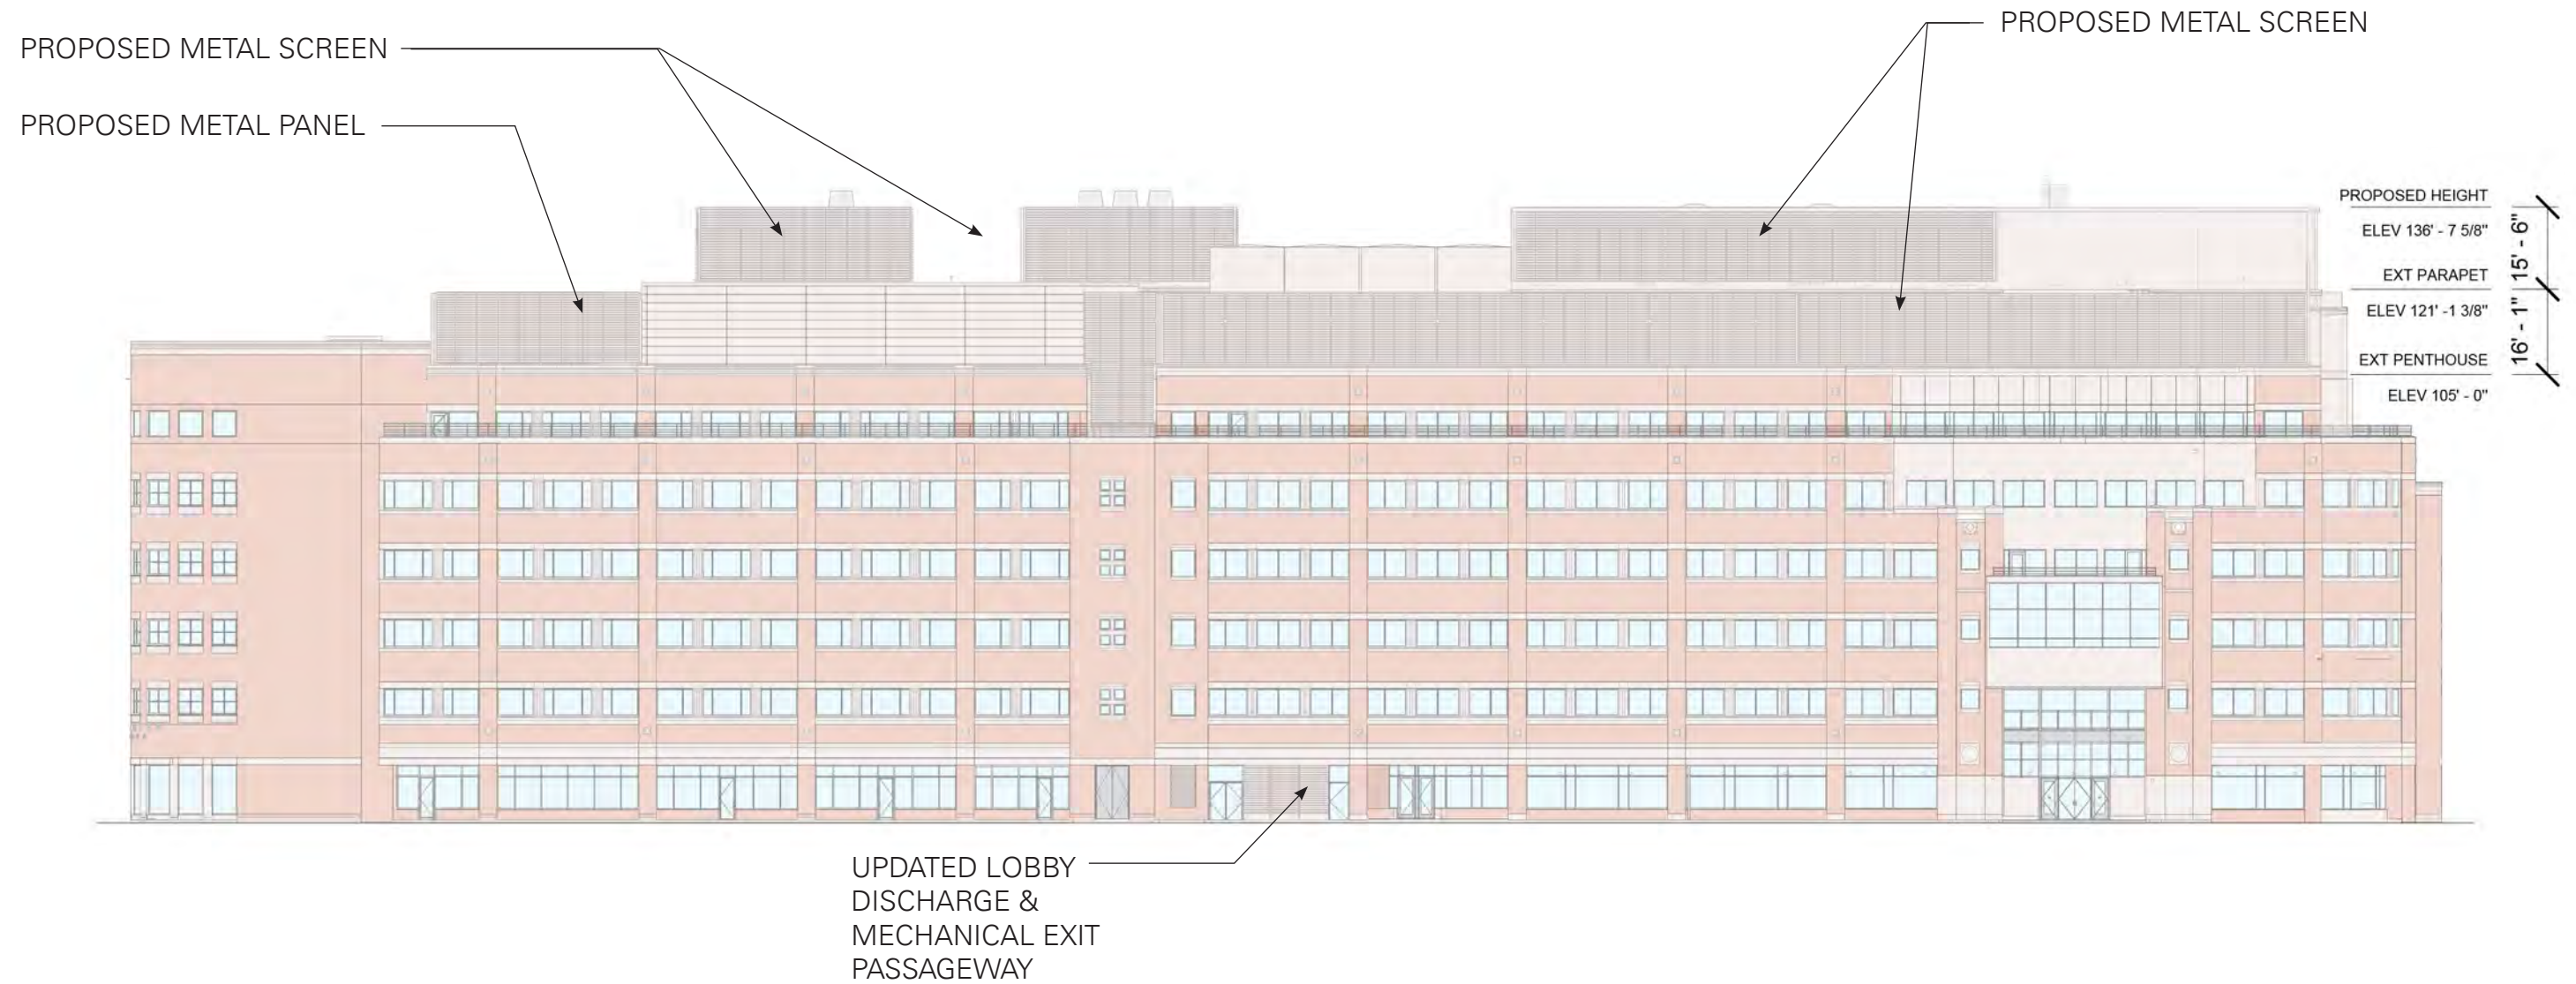 PROPOSED METAL SCREEN
PROPOSED METAL SCREEN
PROPOSED METAL PANEL
PROPOSED HEIGHT
ELEV 136' - 7 5/8"
15' - 6"
EXT PARAPET
ELEV 121' -1 3/8"
16' - 1"
EXT PENTHOUSE
ELEV 105' - 0"
UPDATED LOBBY
DISCHARGE &
MECHANICAL EXIT
PASSAGEWAY